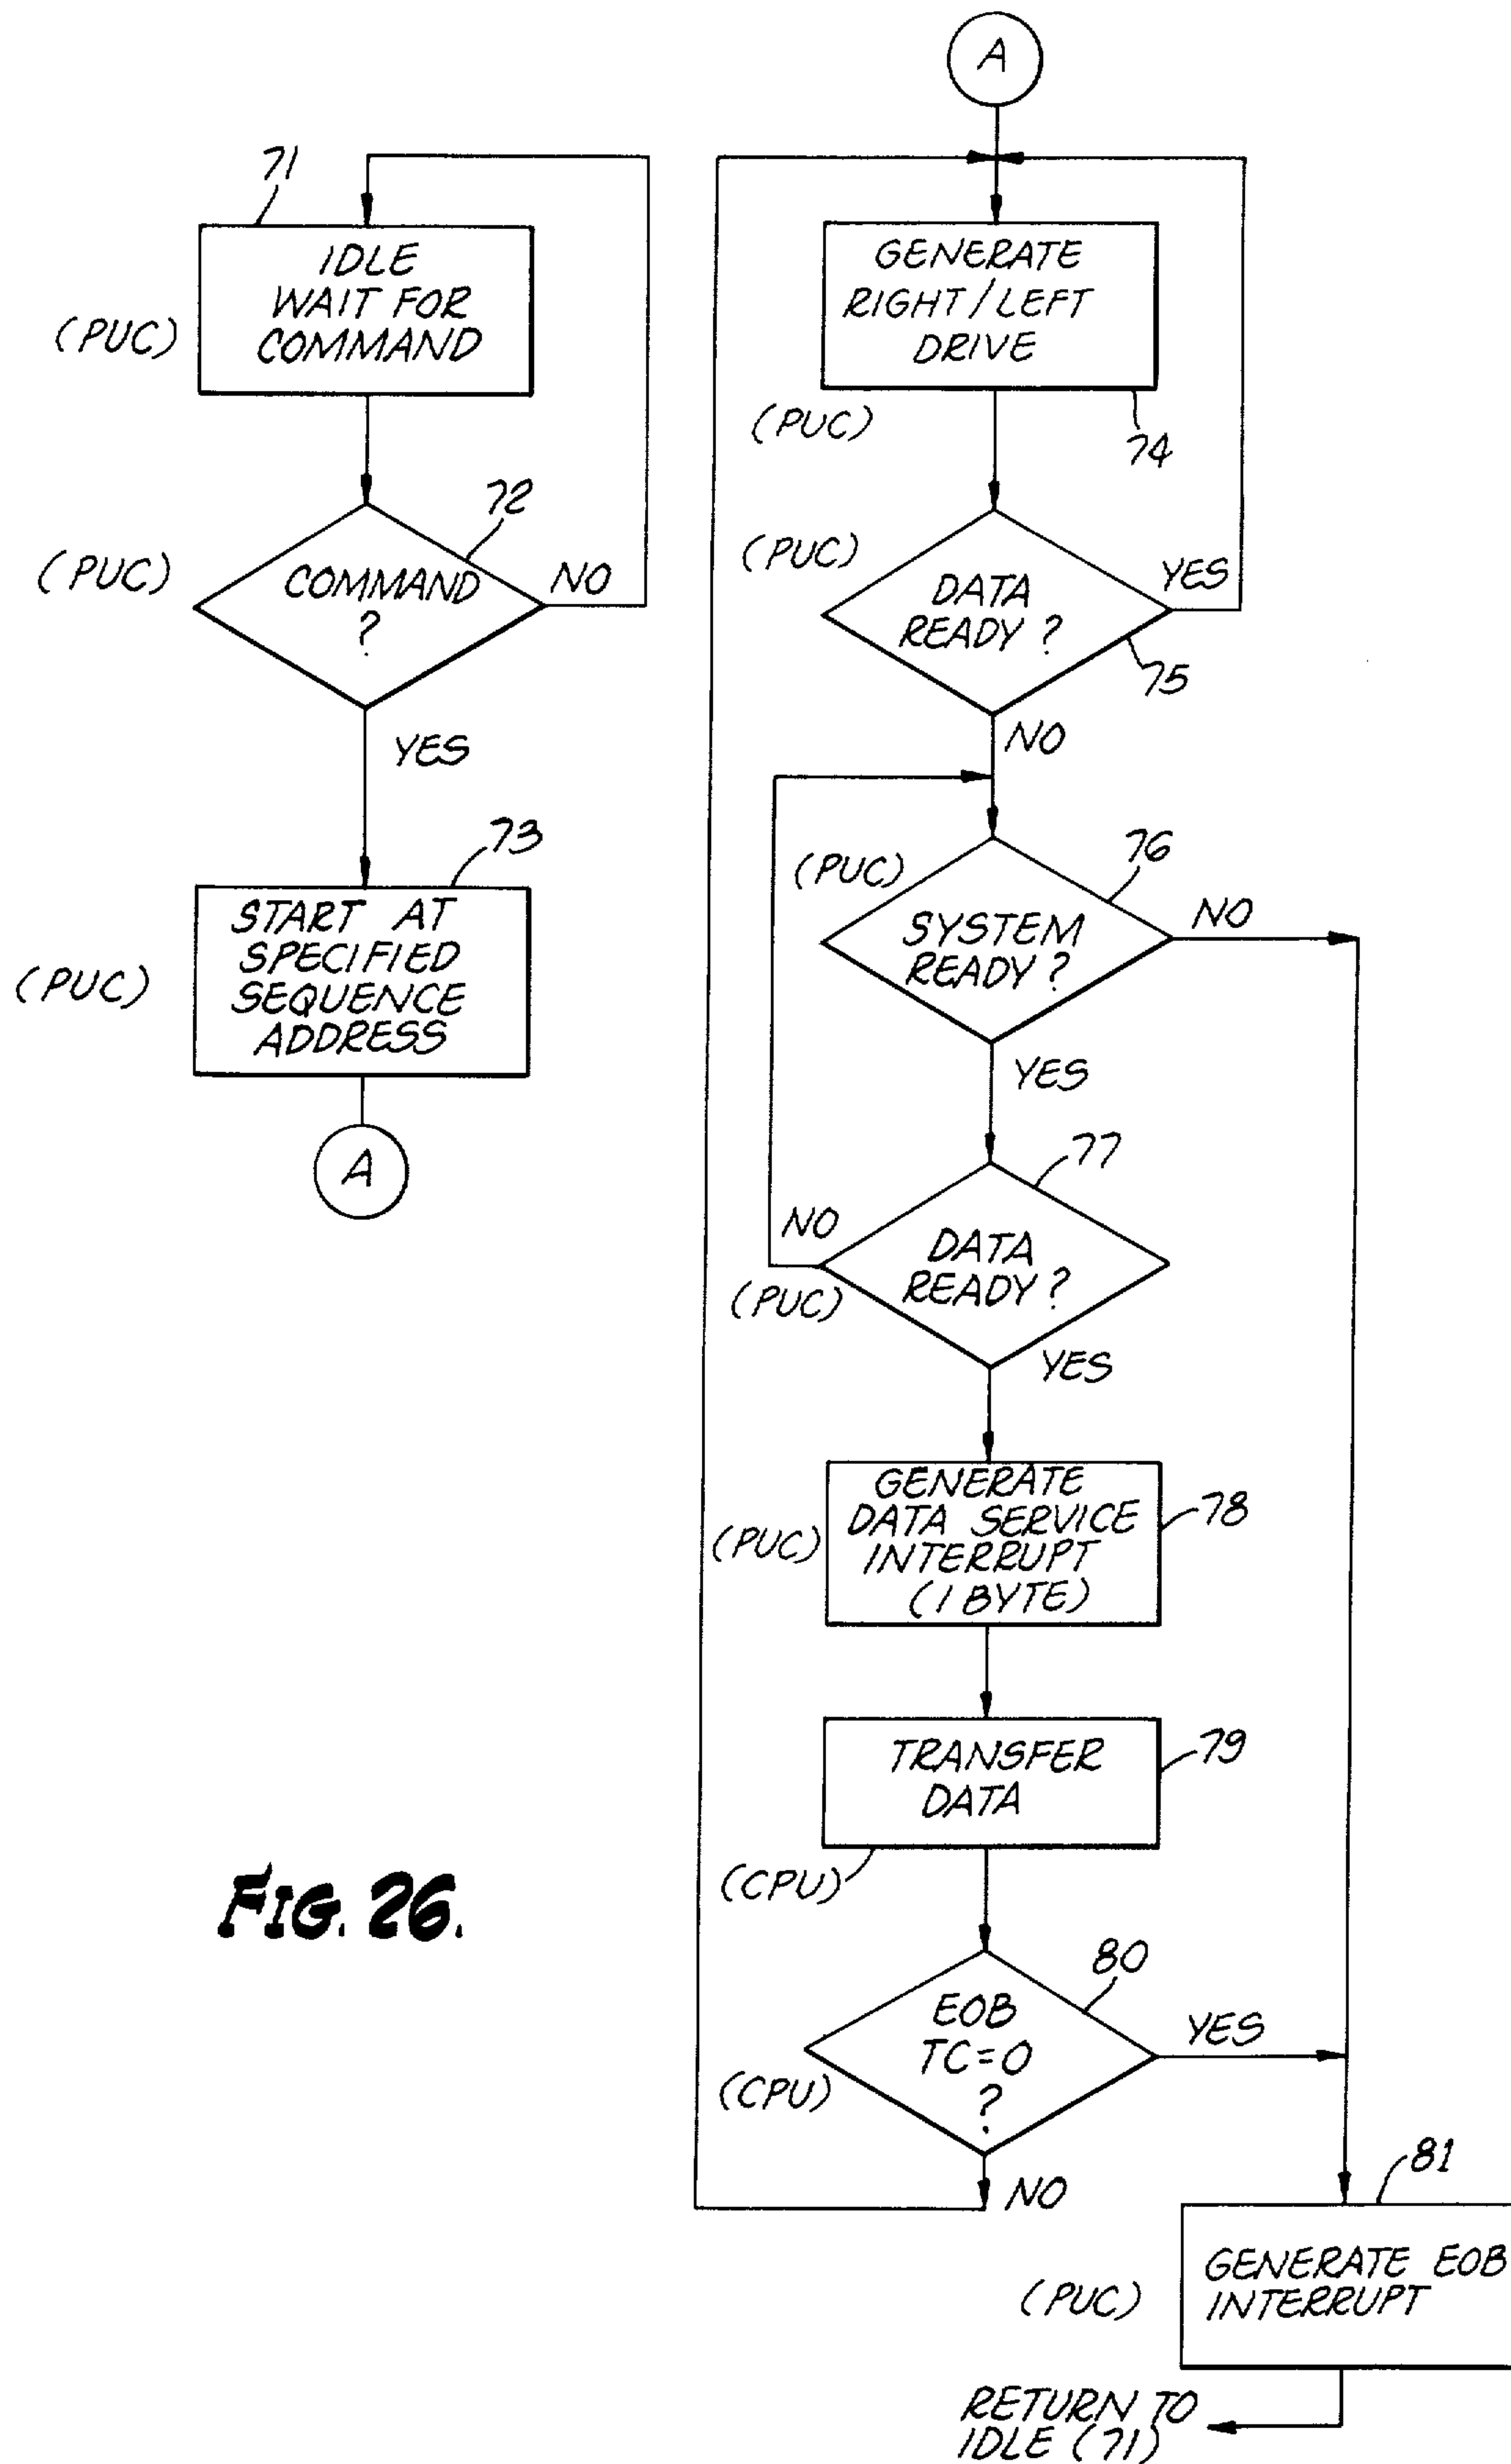 71
IDLE
WAIT FOR
COMMAND
(PUC)
72
(PUC)
COMMAND
?
NO
YES
73
START AT
SPECIFIED
SEQUENCE
ADDRESS
(PUC)
A
A
GENERATE
RIGHT/LEFT
DRIVE
(PUC)
74
(PUC)
DATA
READY?
YES
75
NO
(PUC)
76
SYSTEM
READY?
NO
YES
77
NO
DATA
READY?
(PUC)
YES
GENERATE
DATA SERVICE
INTERRUPT
(1 BYTE)
78
(PUC)
TRANSFER
DATA
79
(CPU)
80
EOB
TC=0
?
YES
(CPU)
NO
81
GENERATE EOB
INTERRUPT
(PUC)
RETURN TO
IDLE (71)
FIG. 26.